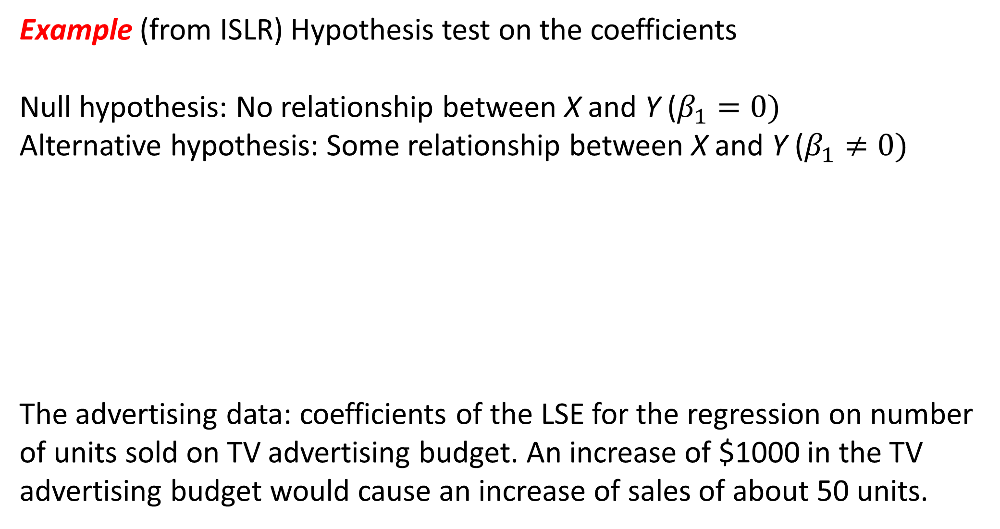 Example (from ISLR) Hypothesis test on the coefficients
Null hypothesis: No relationship between X and Y (β₁ = 0)
Alternative hypothesis: Some relationship between X and Y (β₁ ≠ 0)
The advertising data: coefficients of the LSE for the regression on number
of units sold on TV advertising budget. An increase of $1000 in the TV
advertising budget would cause an increase of sales of about 50 units.